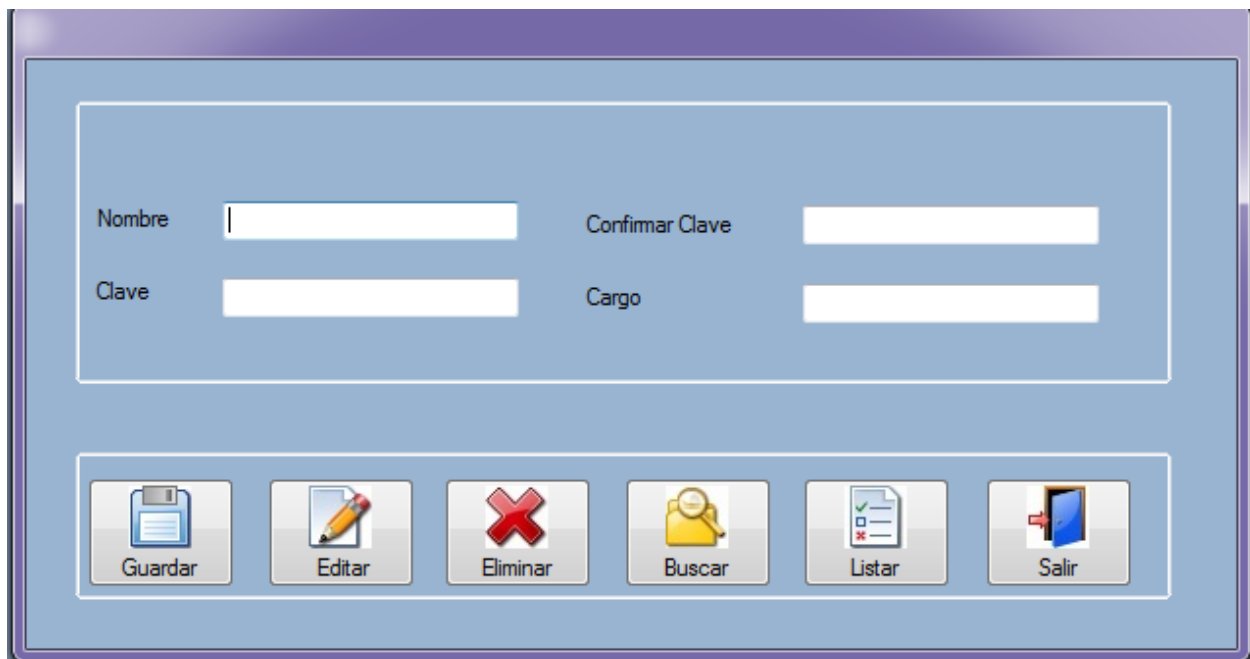 Nombre
Confirmar Clave
Clave
Cargo
Guardar
Editar
Eliminar
Buscar
Listar
Salir